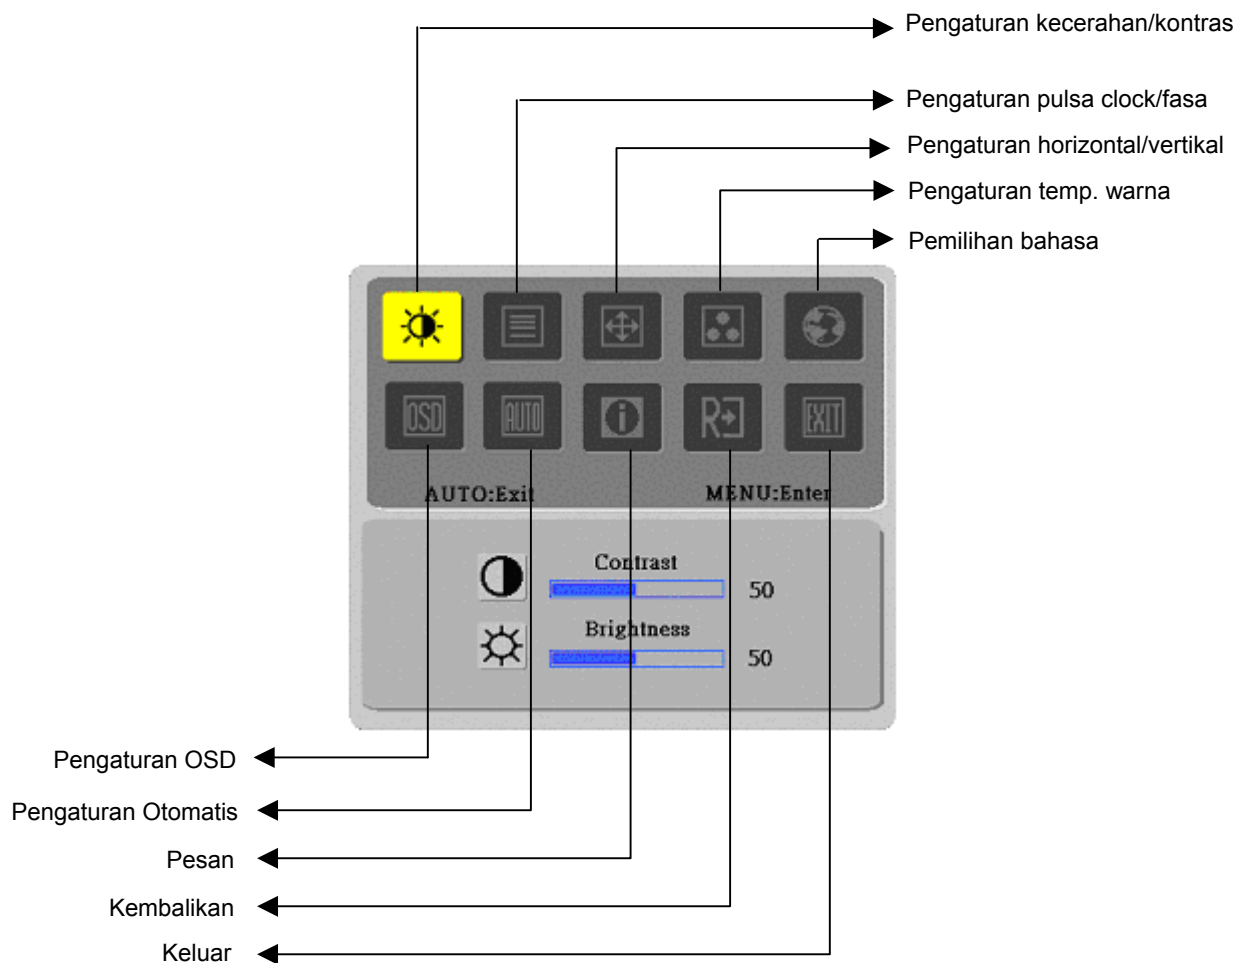 Pengaturan kecerahan/kontras
Pengaturan pulsa clock/fasa
Pengaturan horizontal/vertikal
Pengaturan temp. warna
Pemilihan bahasa
OSD
AUTO
i
R
EXIT
AUTO:Exit
MENU:Enter
Contrast
50
Brightness
50
Pengaturan OSD
Pengaturan Otomatis
Pesan
Kembalikan
Keluar